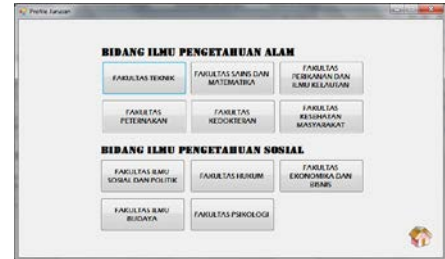 Profile Jurusan
BIDANG ILMU PENGETAHUAN ALAM
FAKULTAS TEKNIK
FAKULTAS SAINS DAN
MATEMATIKA
FAKULTAS
PERIKANAN DAN
ILMU KELAUTAN
FAKULTAS
PETERNAKAN
FAKULTAS
KEDOKTERAN
FAKULTAS
KESEHATAN
MASYARAKAT
BIDANG ILMU PENGETAHUAN SOSIAL
FAKULTAS ILMU
SOSIAL DAN POLITIK
FAKULTAS HUKUM
FAKULTAS
EKONOMIKA DAN
BISNIS
FAKULTAS ILMU
BUDAYA
FAKULTAS PSIKOLOGI